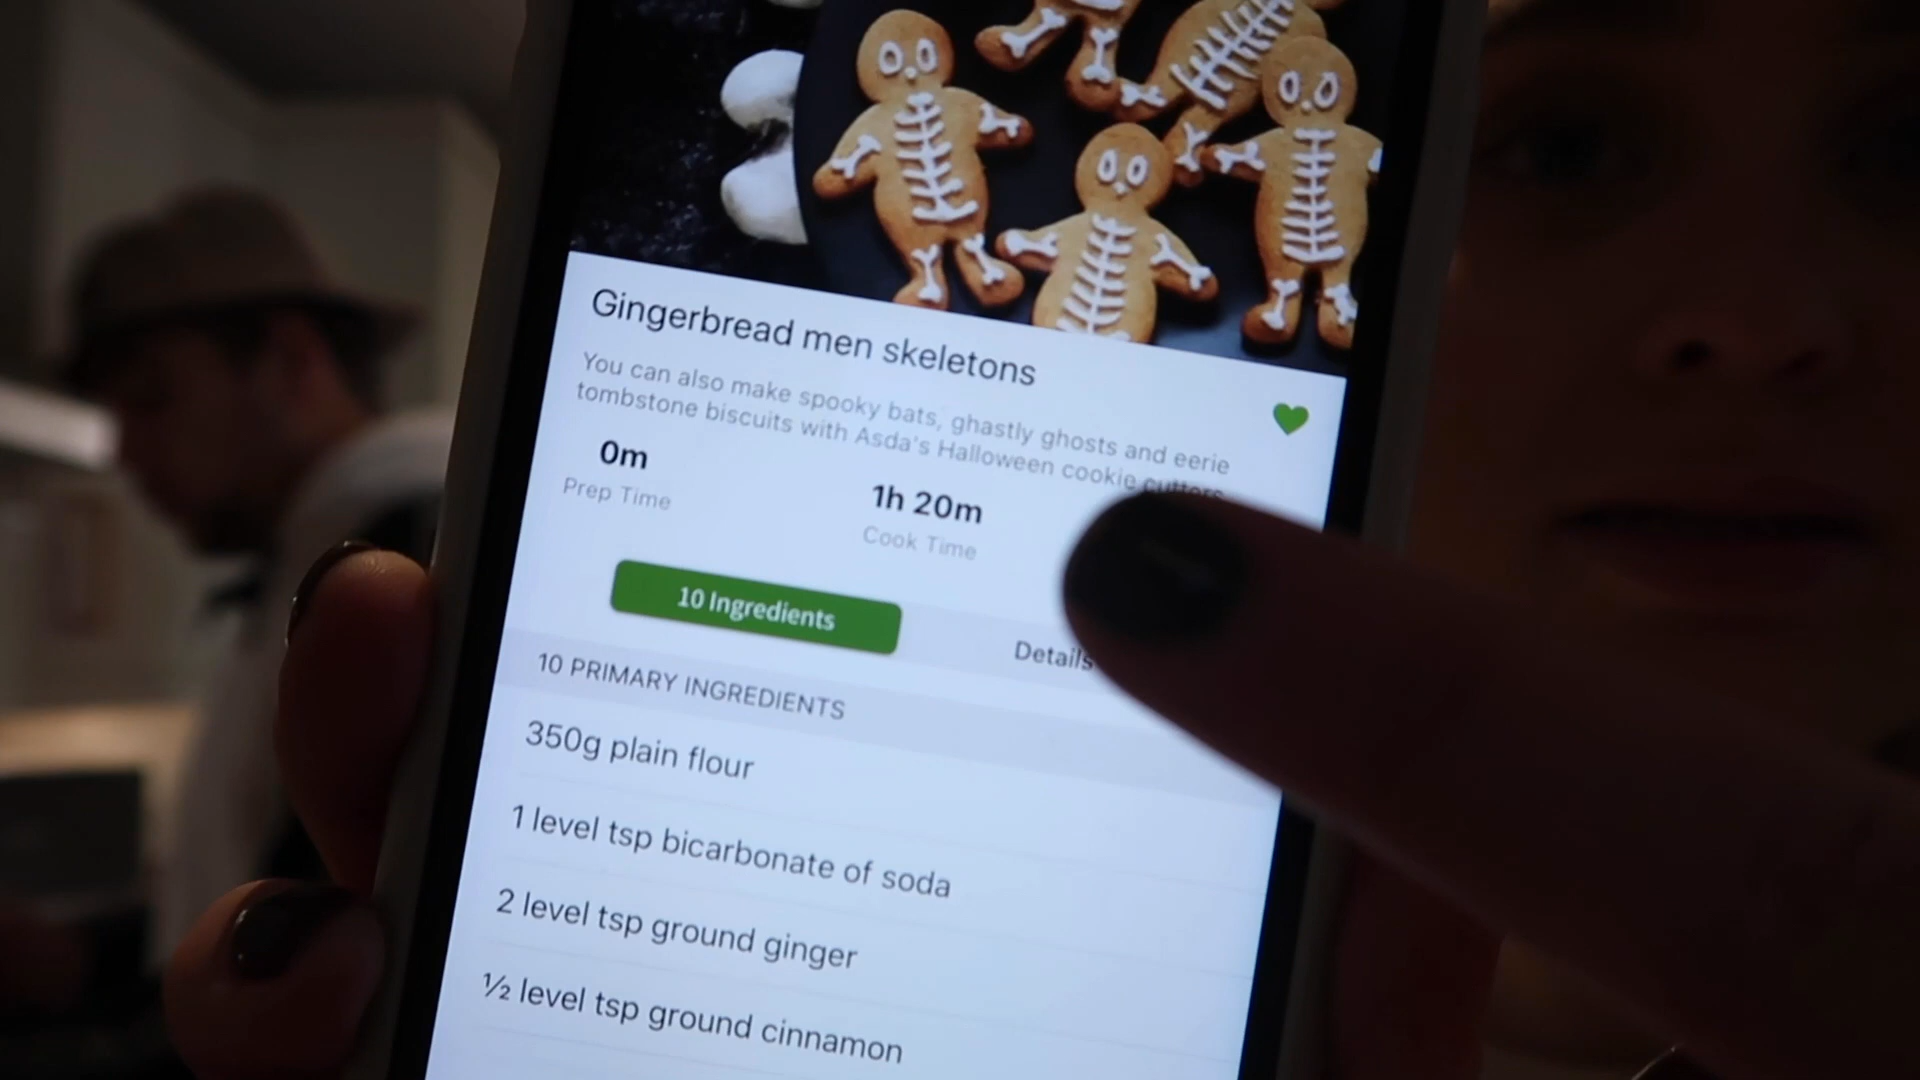 Gingerbread men skeletons
You can also make spooky bats, ghastly ghosts and eerie
tombstone biscuits with Asda's Halloween cookie cutters
0m
Prep Time
1h 20m
Cook Time
10 Ingredients
Details
10 PRIMARY INGREDIENTS
350g plain flour
1 level tsp bicarbonate of soda
2 level tsp ground ginger
½ level tsp ground cinnamon